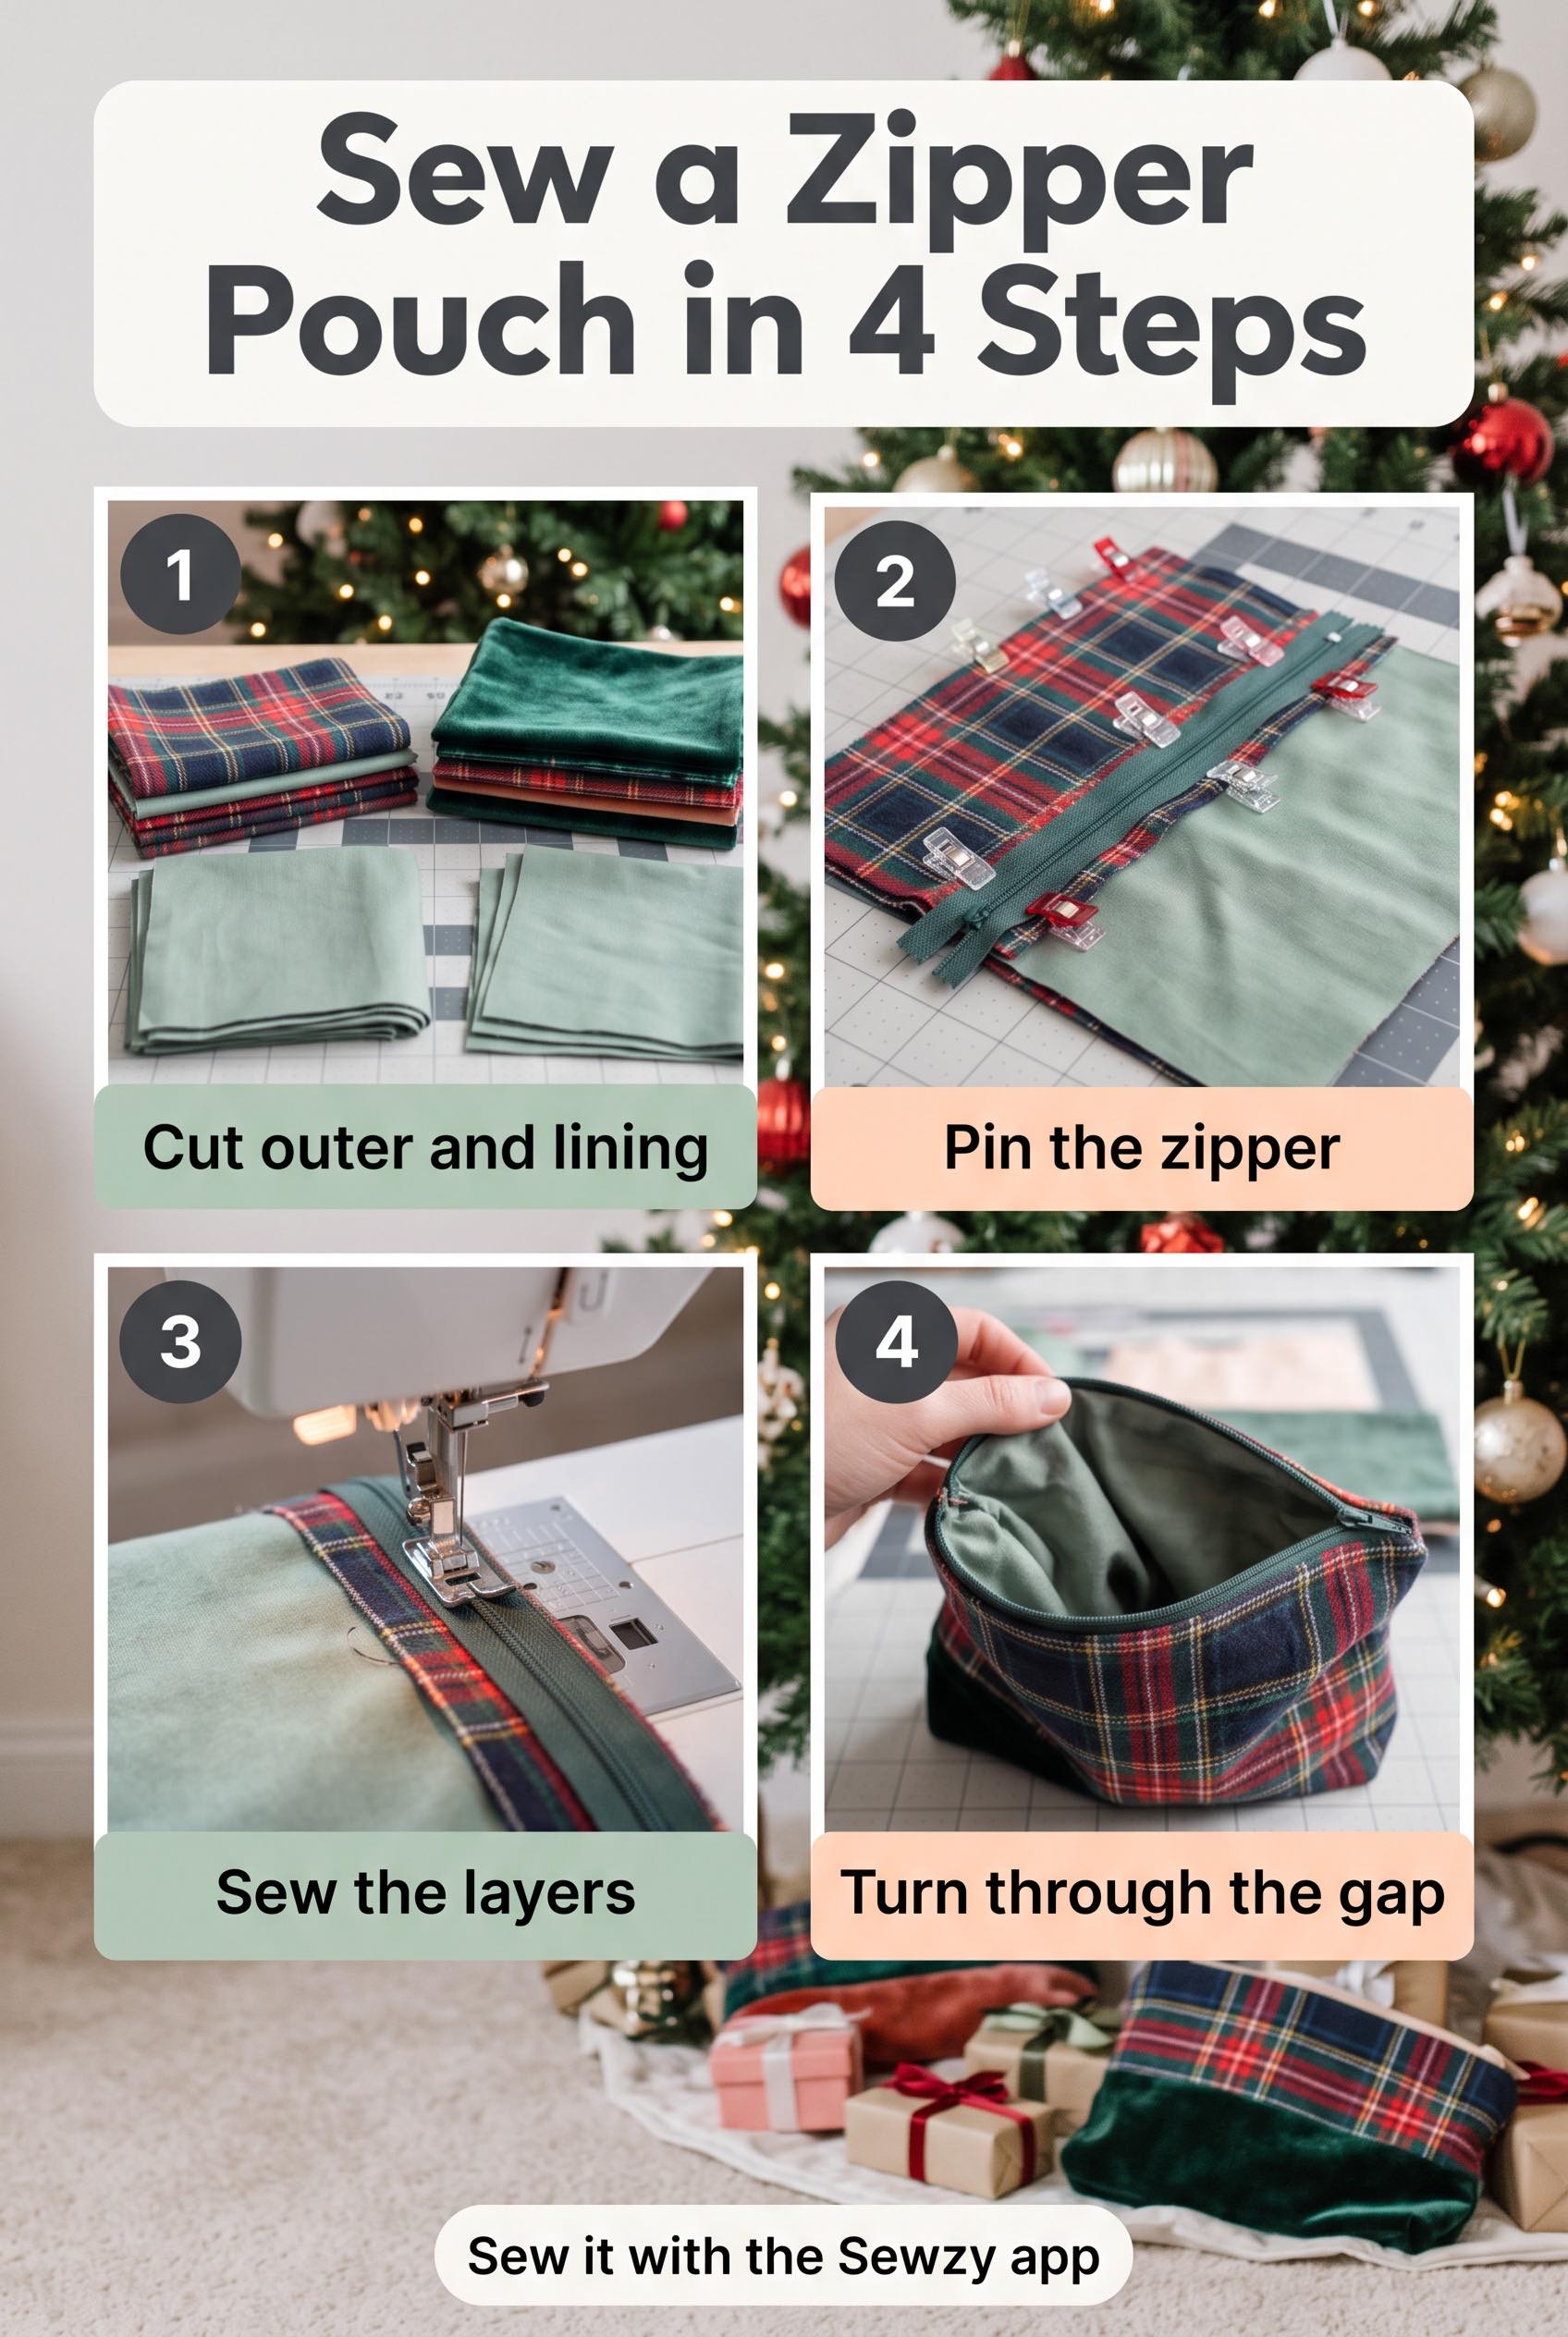 Sew a Zipper
Pouch in 4 Steps
1
2
Cut outer and lining
Pin the zipper
3
4
Sew the layers
Turn through the gap
Sew it with the Sewzy app